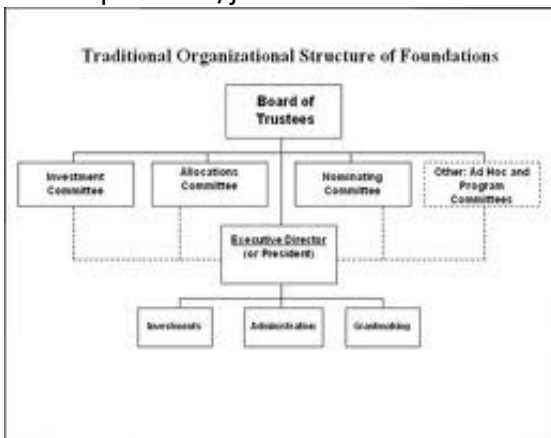 Traditional Organizational Structure of Foundations
Board of
Trustees
Investment
Committee
Allocations
Committee
Nominating
Committee
Other: Ad Hoc and
Program
Committees
Executive Director
(or President)
Investments
Administration
Grantmaking